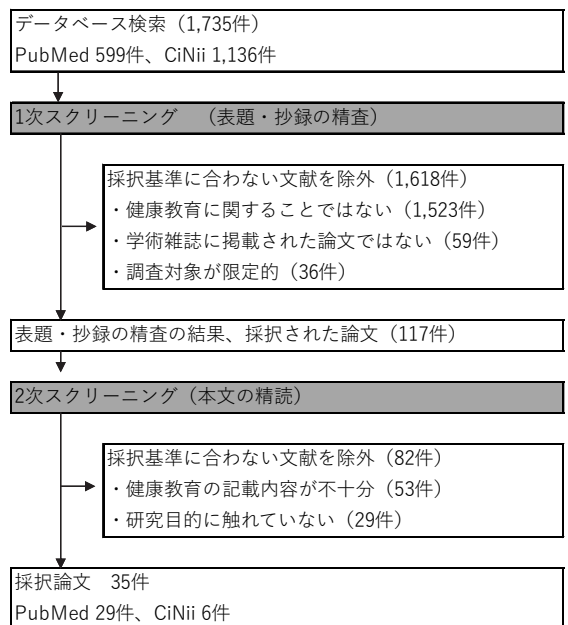 データベース検索（1,735件）
PubMed 599件、CiNii 1,136件
1次スクリーニング　（表題・抄録の精査）
採択基準に合わない文献を除外（1,618件）
・健康教育に関することではない（1,523件）
・学術雑誌に掲載された論文ではない（59件）
・調査対象が限定的（36件）
表題・抄録の精査の結果、採択された論文（117件）
2次スクリーニング（本文の精読）
採択基準に合わない文献を除外（82件）
・健康教育の記載内容が不十分（53件）
・研究目的に触れていない（29件）
採択論文　35件
PubMed 29件、CiNii 6件